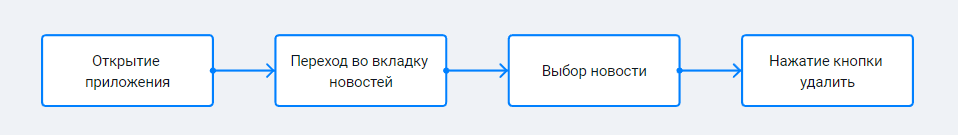 Открытие
приложения
Переход во вкладку
новостей
Выбор новости
Нажатие кнопки
удалить